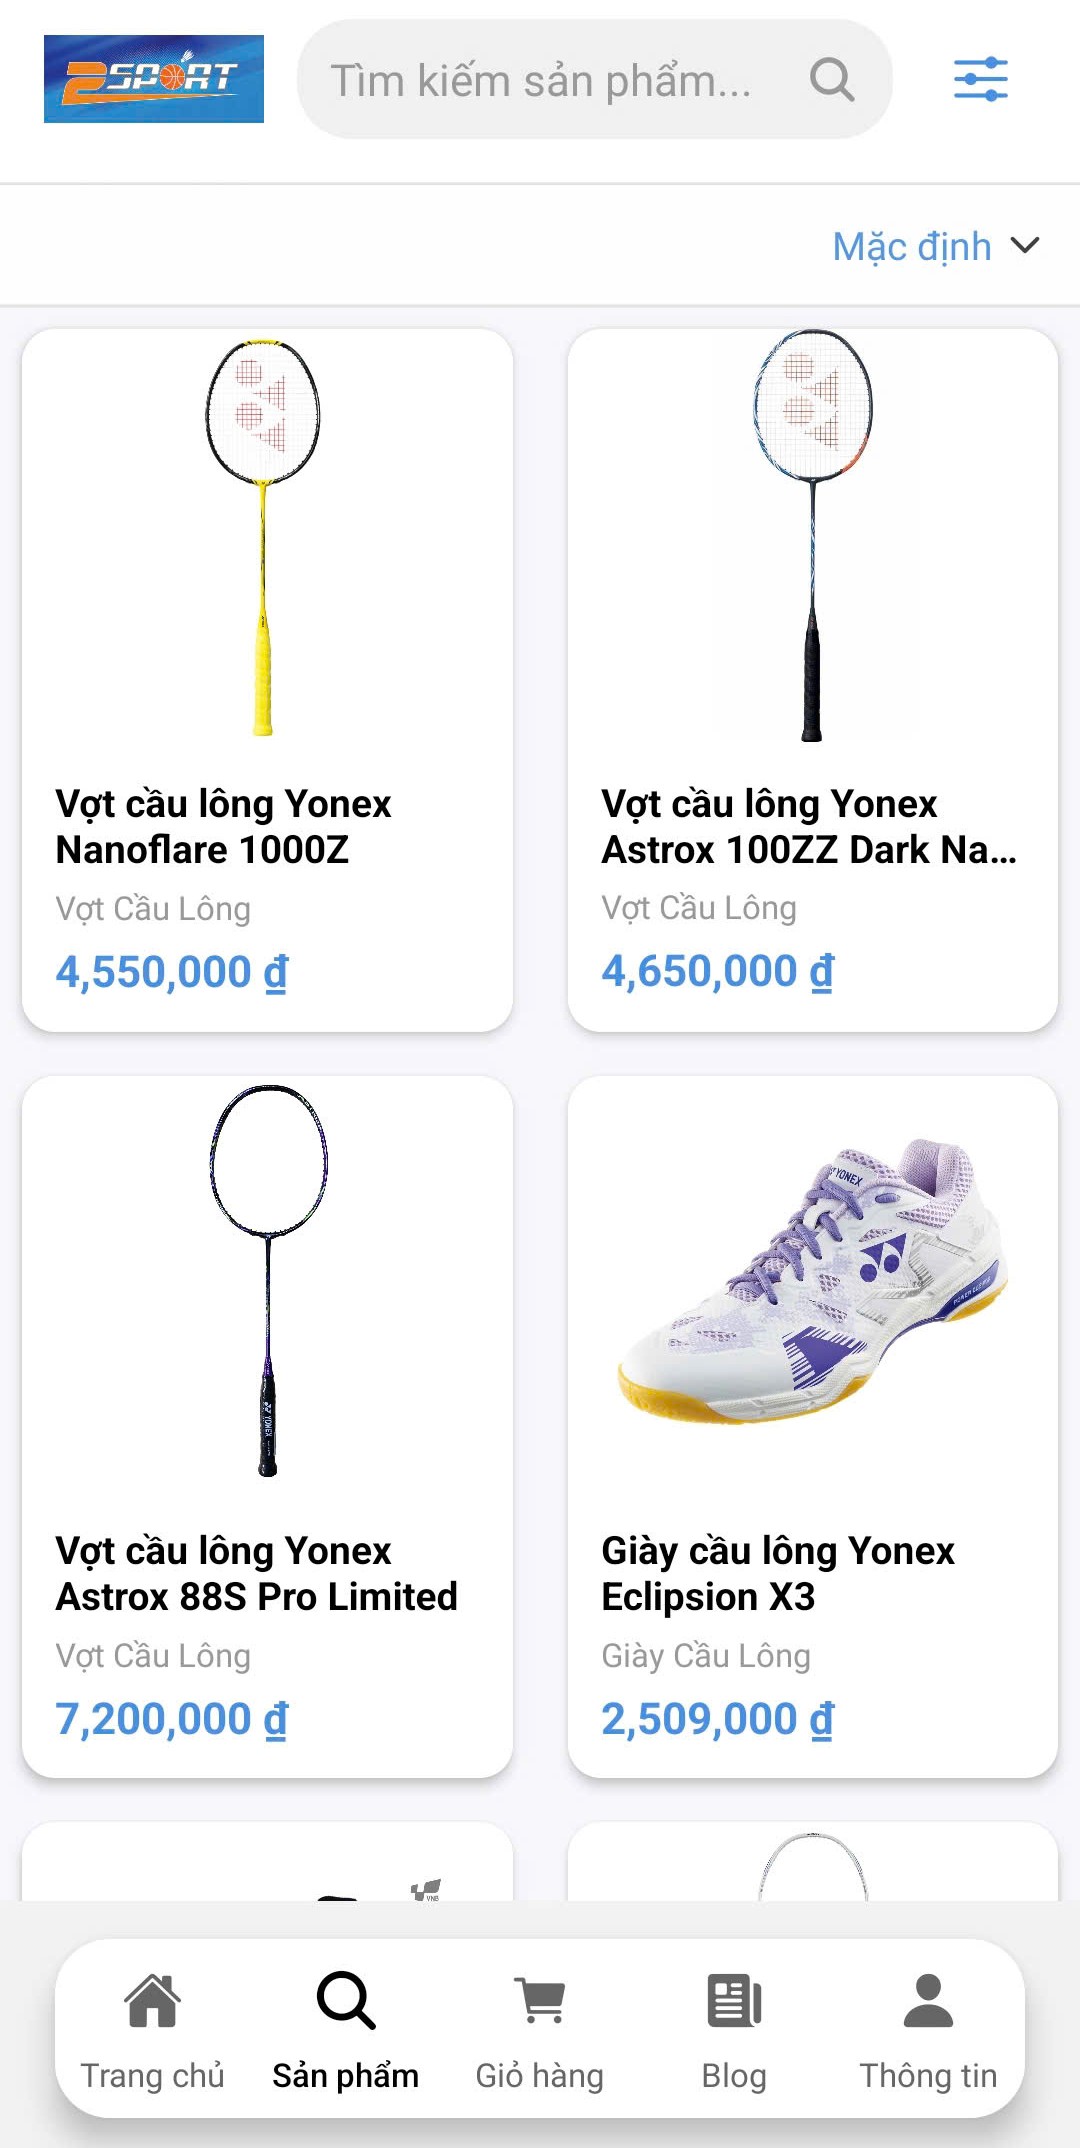 2SPORT
Tìm kiếm sản phẩm...
Mặc định
Vợt cầu lông Yonex
Nanoflare 1000Z
Vợt Cầu Lông
4,550,000 ₫
Vợt cầu lông Yonex
Astrox 100ZZ Dark Na...
Vợt Cầu Lông
4,650,000 ₫
YONEX
Vợt cầu lông Yonex
Astrox 88S Pro Limited
Vợt Cầu Lông
7,200,000 ₫
YONEX
Giày cầu lông Yonex
Eclipsion X3
Giày Cầu Lông
2,509,000 ₫
VNB
Trang chủ
Sản phẩm
Giỏ hàng
Blog
Thông tin